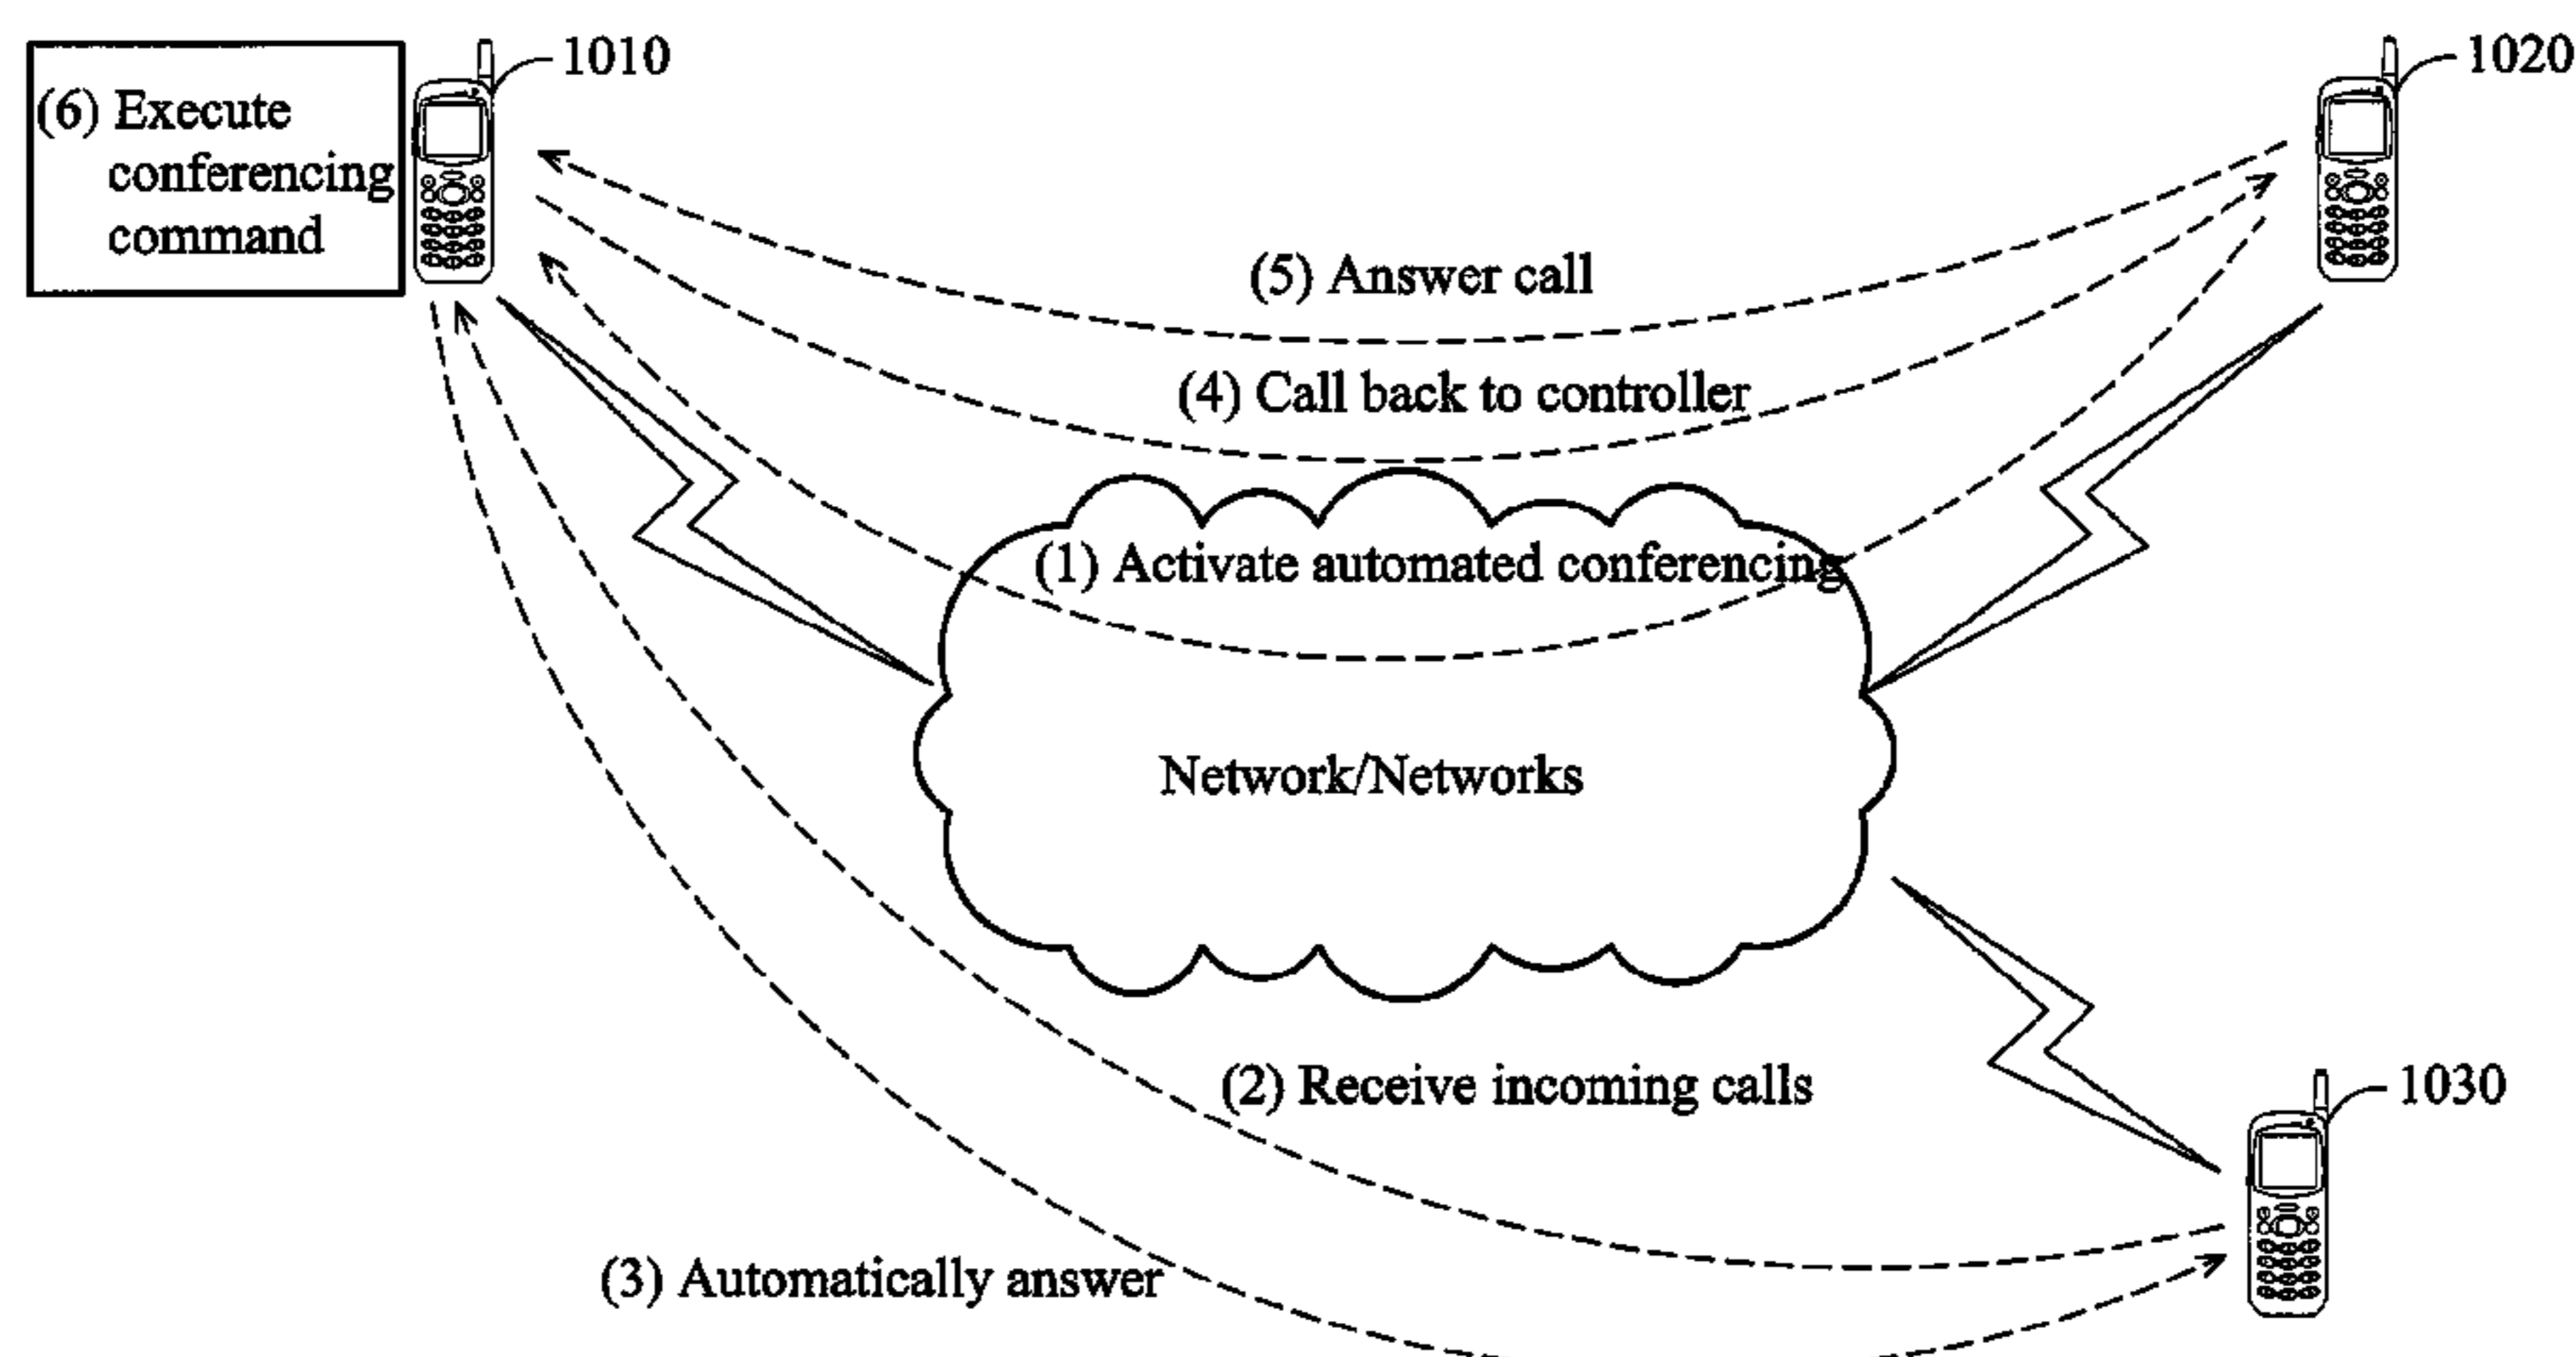 1010
1020
(6) Execute
conferencing
command
(5) Answer call
(4) Call back to controller
(1) Activate automated conferencing
Network/Networks
(2) Receive incoming calls
1030
(3) Automatically answer